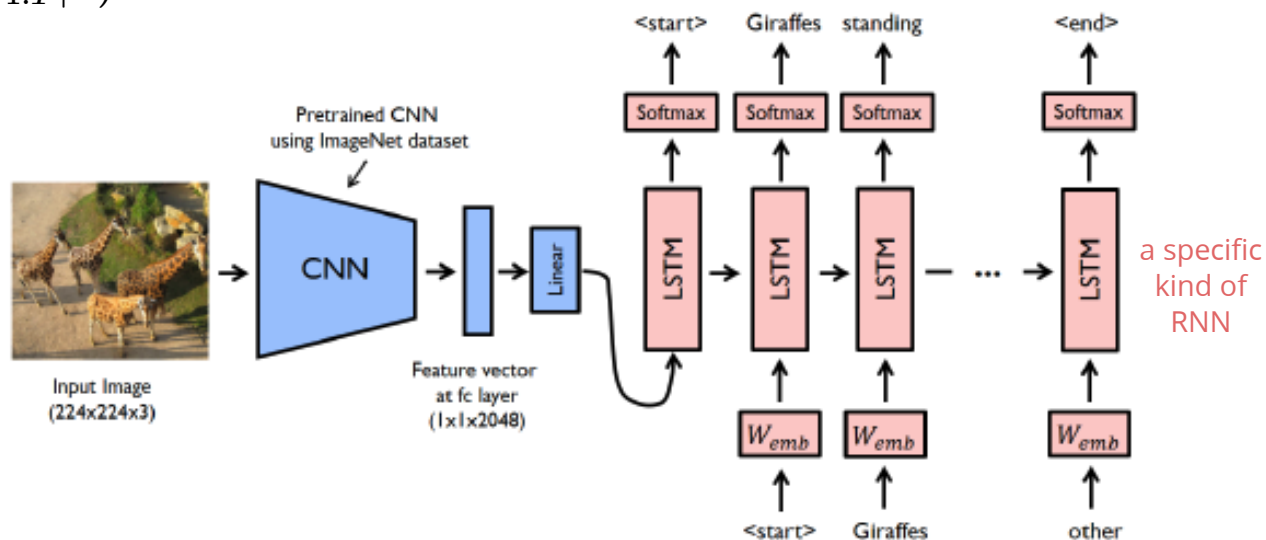 <start> Giraffes standing <end>
Softmax Softmax Softmax Softmax
Pretrained CNN
using ImageNet dataset
CNN
Linear
LSTM LSTM LSTM ... LSTM
a specific
kind of
RNN
Input Image
(224x224x3)
Feature vector
at fc layer
(1x1x2048)
W_emb W_emb W_emb
<start> Giraffes other